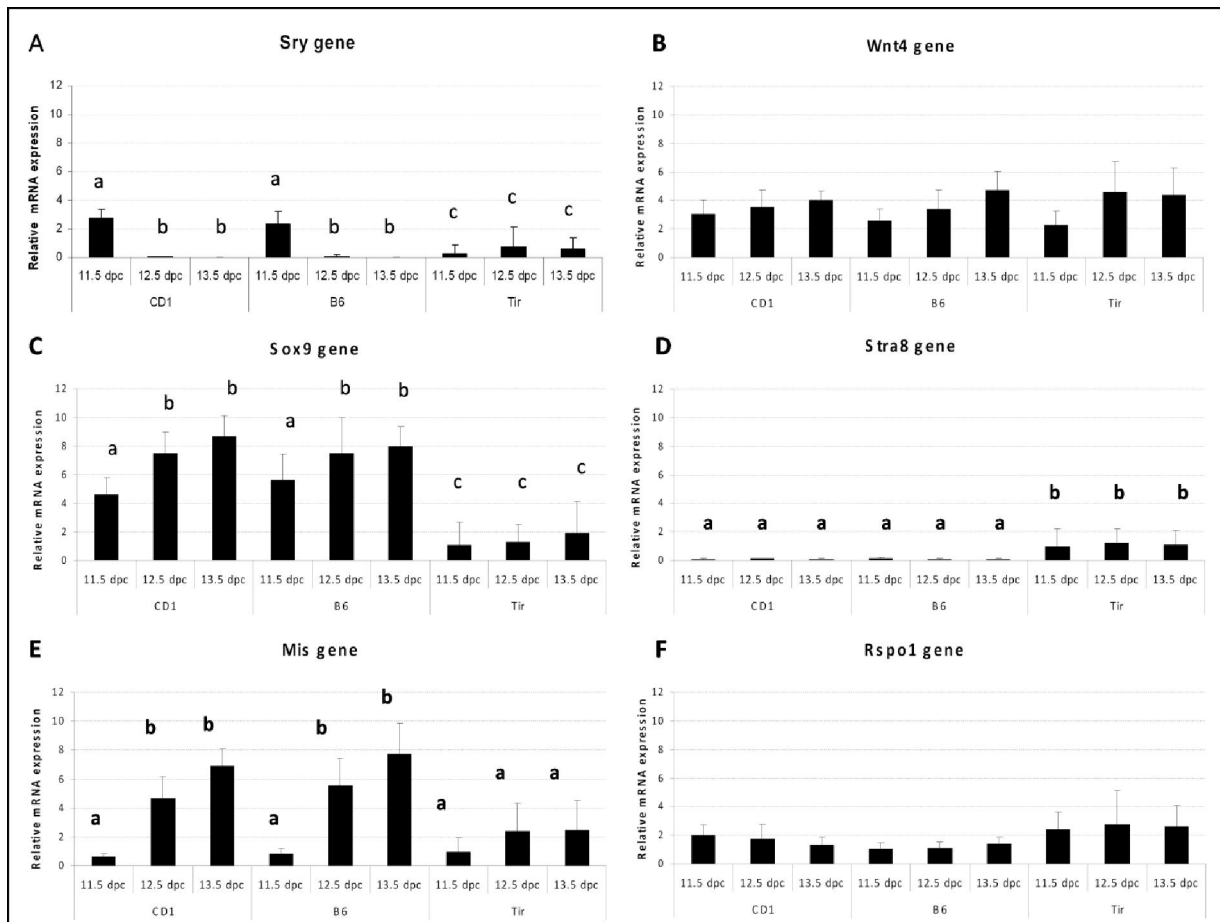 A
Sry gene
Relative mRNA expression
12
10
8
6
4
2
0
a
b
b
a
b
b
c
c
c
11.5 dpc 12.5 dpc 13.5 dpc 11.5 dpc 12.5 dpc 13.5 dpc 11.5 dpc 12.5 dpc 13.5 dpc
CD1 B6 Tir
B
Wnt4 gene
Relative mRNA expression
12
10
8
6
4
2
0
11.5 dpc 12.5 dpc 13.5 dpc 11.5 dpc 12.5 dpc 13.5 dpc 11.5 dpc 12.5 dpc 13.5 dpc
CD1 B6 Tir
C
Sox9 gene
Relative mRNA expression
12
10
8
6
4
2
0
a
b
b
a
b
b
c
c
c
11.5 dpc 12.5 dpc 13.5 dpc 11.5 dpc 12.5 dpc 13.5 dpc 11.5 dpc 12.5 dpc 13.5 dpc
CD1 B6 Tir
D
Stra8 gene
Relative mRNA expression
12
10
8
6
4
2
0
a
a
a
a
a
a
b
b
b
11.5 dpc 12.5 dpc 13.5 dpc 11.5 dpc 12.5 dpc 13.5 dpc 11.5 dpc 12.5 dpc 13.5 dpc
CD1 B6 Tir
E
Mis gene
Relative mRNA expression
12
10
8
6
4
2
0
a
b
b
a
b
b
a
a
a
11.5 dpc 12.5 dpc 13.5 dpc 11.5 dpc 12.5 dpc 13.5 dpc 11.5 dpc 12.5 dpc 13.5 dpc
CD1 B6 Tir
F
Rspo1 gene
Relative mRNA expression
12
10
8
6
4
2
0
11.5 dpc 12.5 dpc 13.5 dpc 11.5 dpc 12.5 dpc 13.5 dpc 11.5 dpc 12.5 dpc 13.5 dpc
CD1 B6 Tir